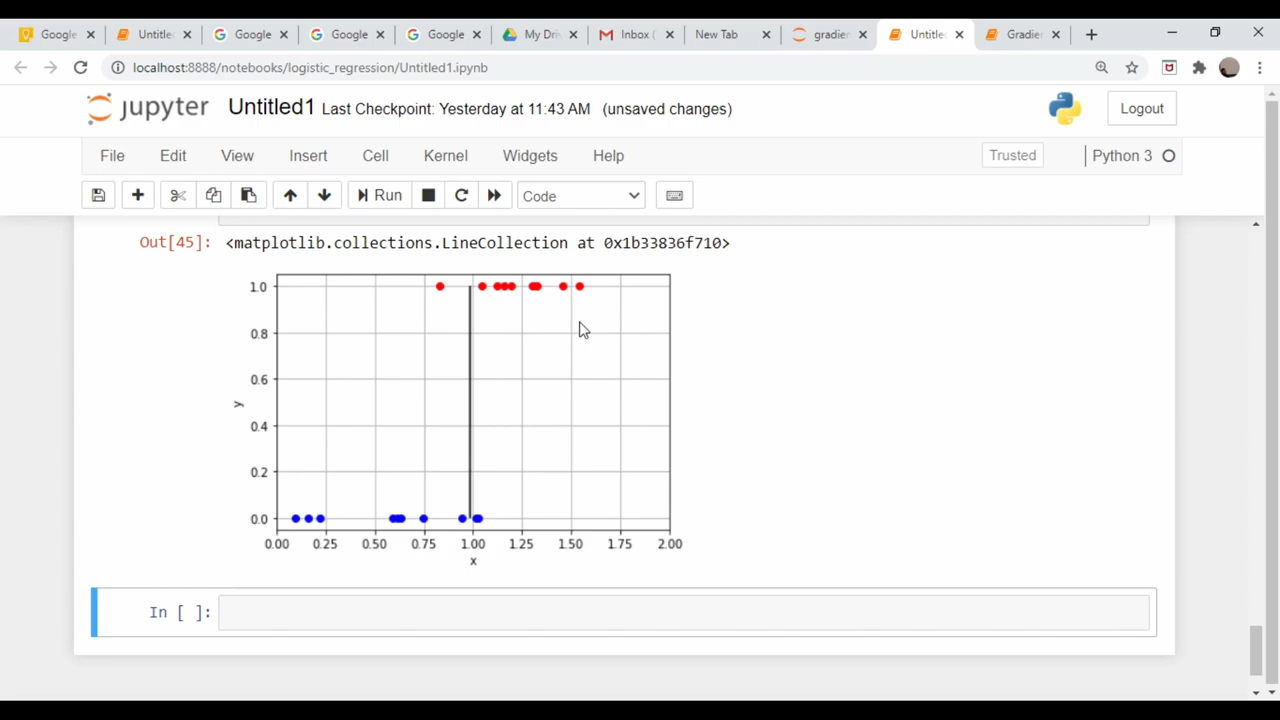 Google Untitle Google Google Google My Dri Inbox ( New Tab gradien Untitle Gradien
localhost:8888/notebooks/logistic_regression/Untitled1.ipynb
jupyter Untitled1 Last Checkpoint: Yesterday at 11:43 AM (unsaved changes) Logout
File Edit View Insert Cell Kernel Widgets Help Trusted Python 3
Run Code
Out[45]: <matplotlib.collections.LineCollection at 0x1b33836f710>
1.0
0.8
0.6
y
0.4
0.2
0.0
0.00 0.25 0.50 0.75 1.00 1.25 1.50 1.75 2.00
x
In [ ]: